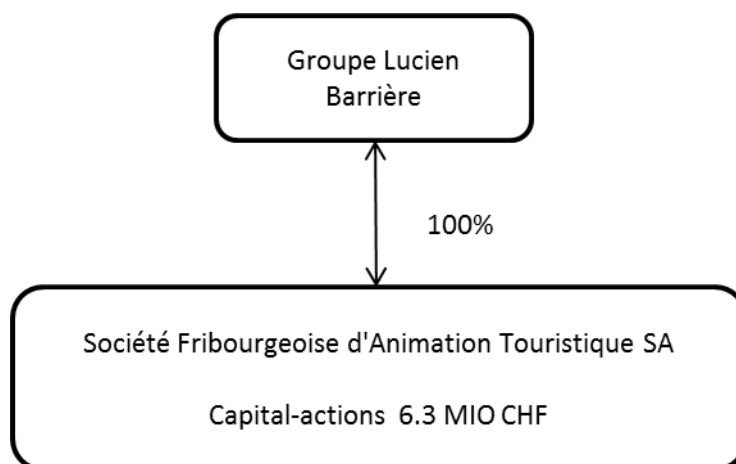 Groupe Lucien
Barrière
100%
Société Fribourgeoise d'Animation Touristique SA
Capital-actions 6.3 MIO CHF